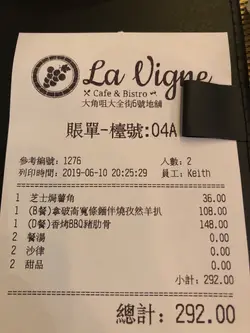 La Vigne
Cafe & Bistro
大角咀大全街6號地舖
賬單-檯號:04A
參考編號: 1276 人數: 2
列印時間: 2019-06-10 20:25:29 員工: Keith
1 芝士焗薯角 36.00
1 (B餐)拿破崙寬條麵伴燒孜羊扒 108.00
1 (D餐)香烤BBQ豬肋骨 148.00
2 餐湯 0.00
2 沙律 0.00
2 甜品 0.00
小計: 292.00
總計: 292.00